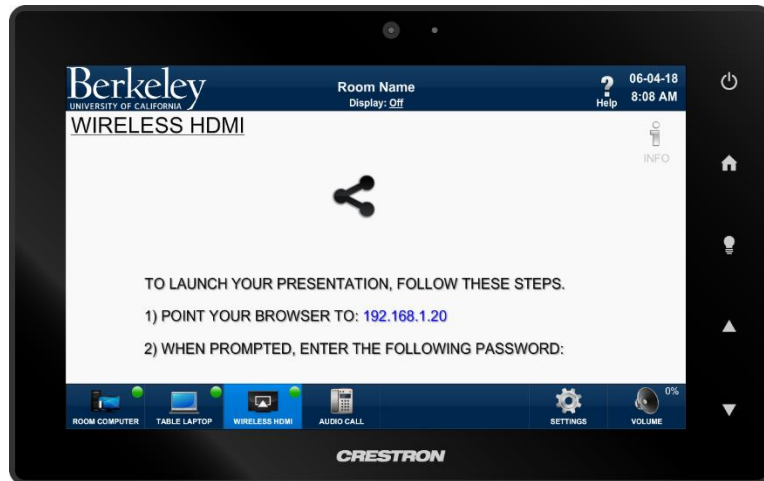 Berkeley
UNIVERSITY OF CALIFORNIA
Room Name
Display: Off
?
Help
06-04-18
8:08 AM
WIRELESS HDMI
INFO
TO LAUNCH YOUR PRESENTATION, FOLLOW THESE STEPS.
1) POINT YOUR BROWSER TO: 192.168.1.20
2) WHEN PROMPTED, ENTER THE FOLLOWING PASSWORD:
ROOM COMPUTER
TABLE LAPTOP
WIRELESS HDMI
AUDIO CALL
SETTINGS
0%
VOLUME
CRESTRON